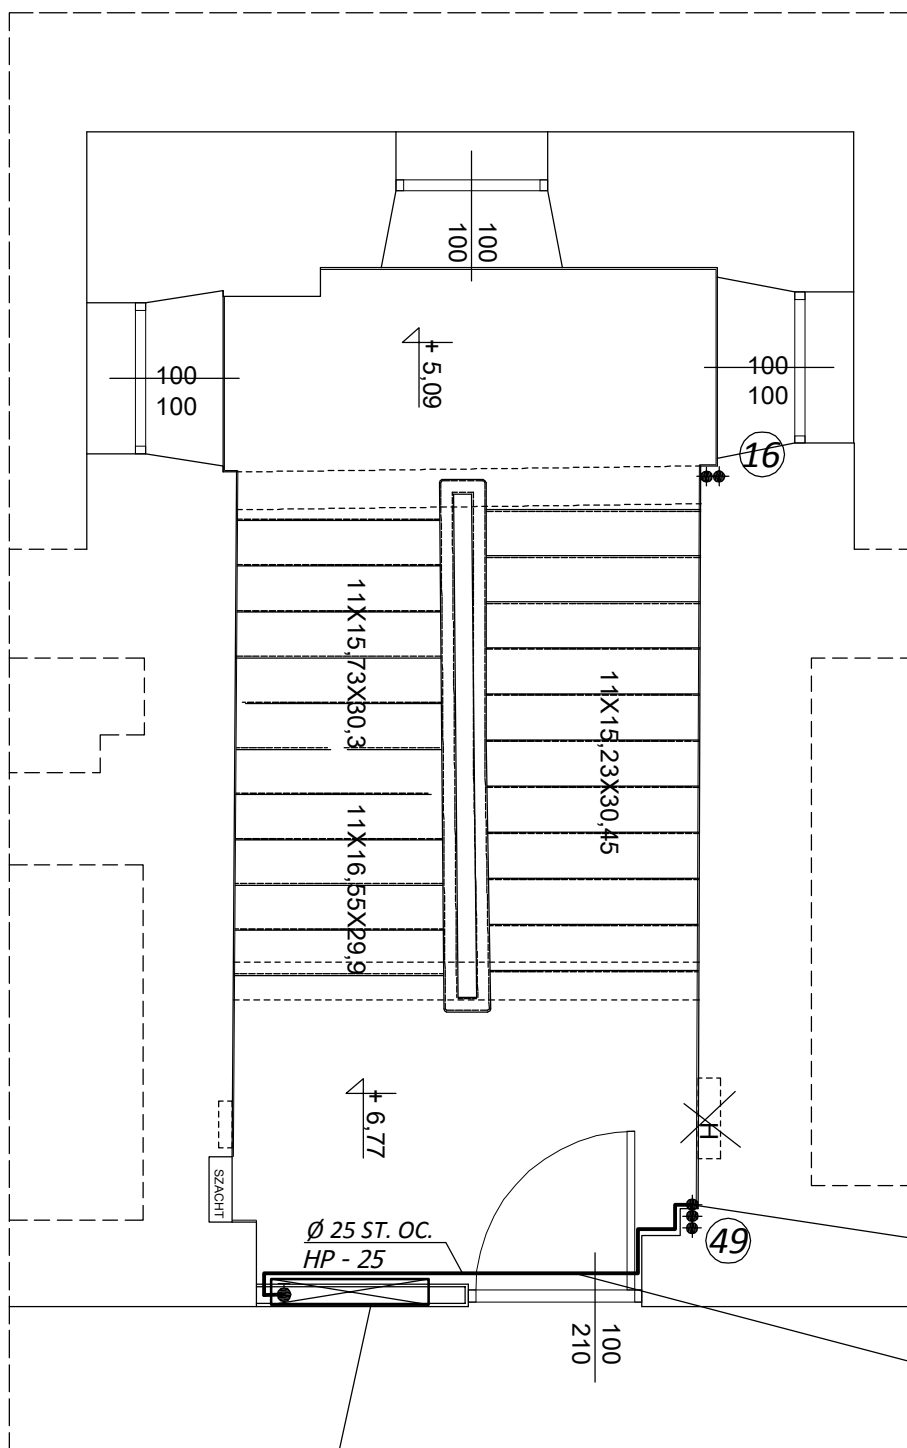 100
100
100
100
100
100
+ 5,09
16
11X15,73X30,3
11X15,23X30,45
11X16,55X29,9
+ 6,77
H
SZACHT
Ø 25 ST. OC.
HP - 25
49
100
210